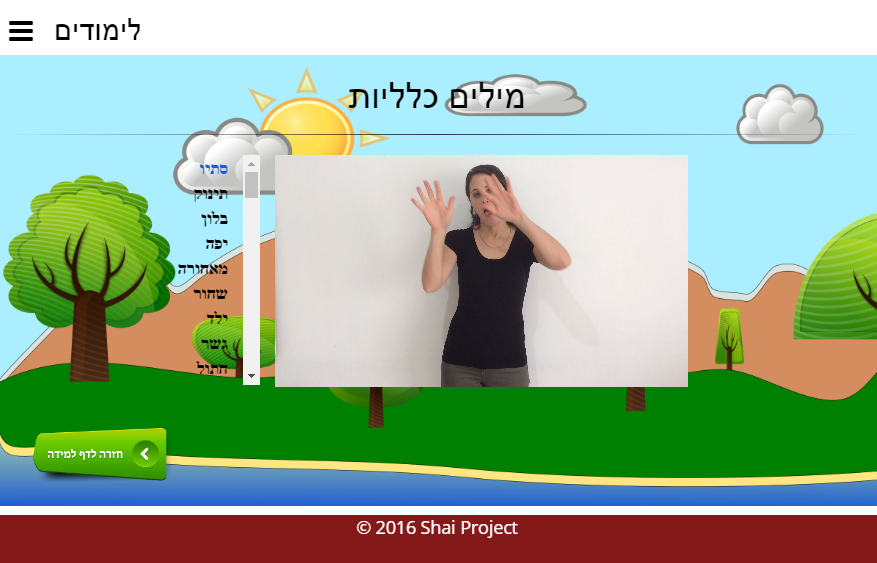 לימודים
מילים כלליות
סתיו
תינוק
בלון
יפה
מאחורה
שחור
ילד
גשר
חתול
חזרה לדף למידה
© 2016 Shai Project